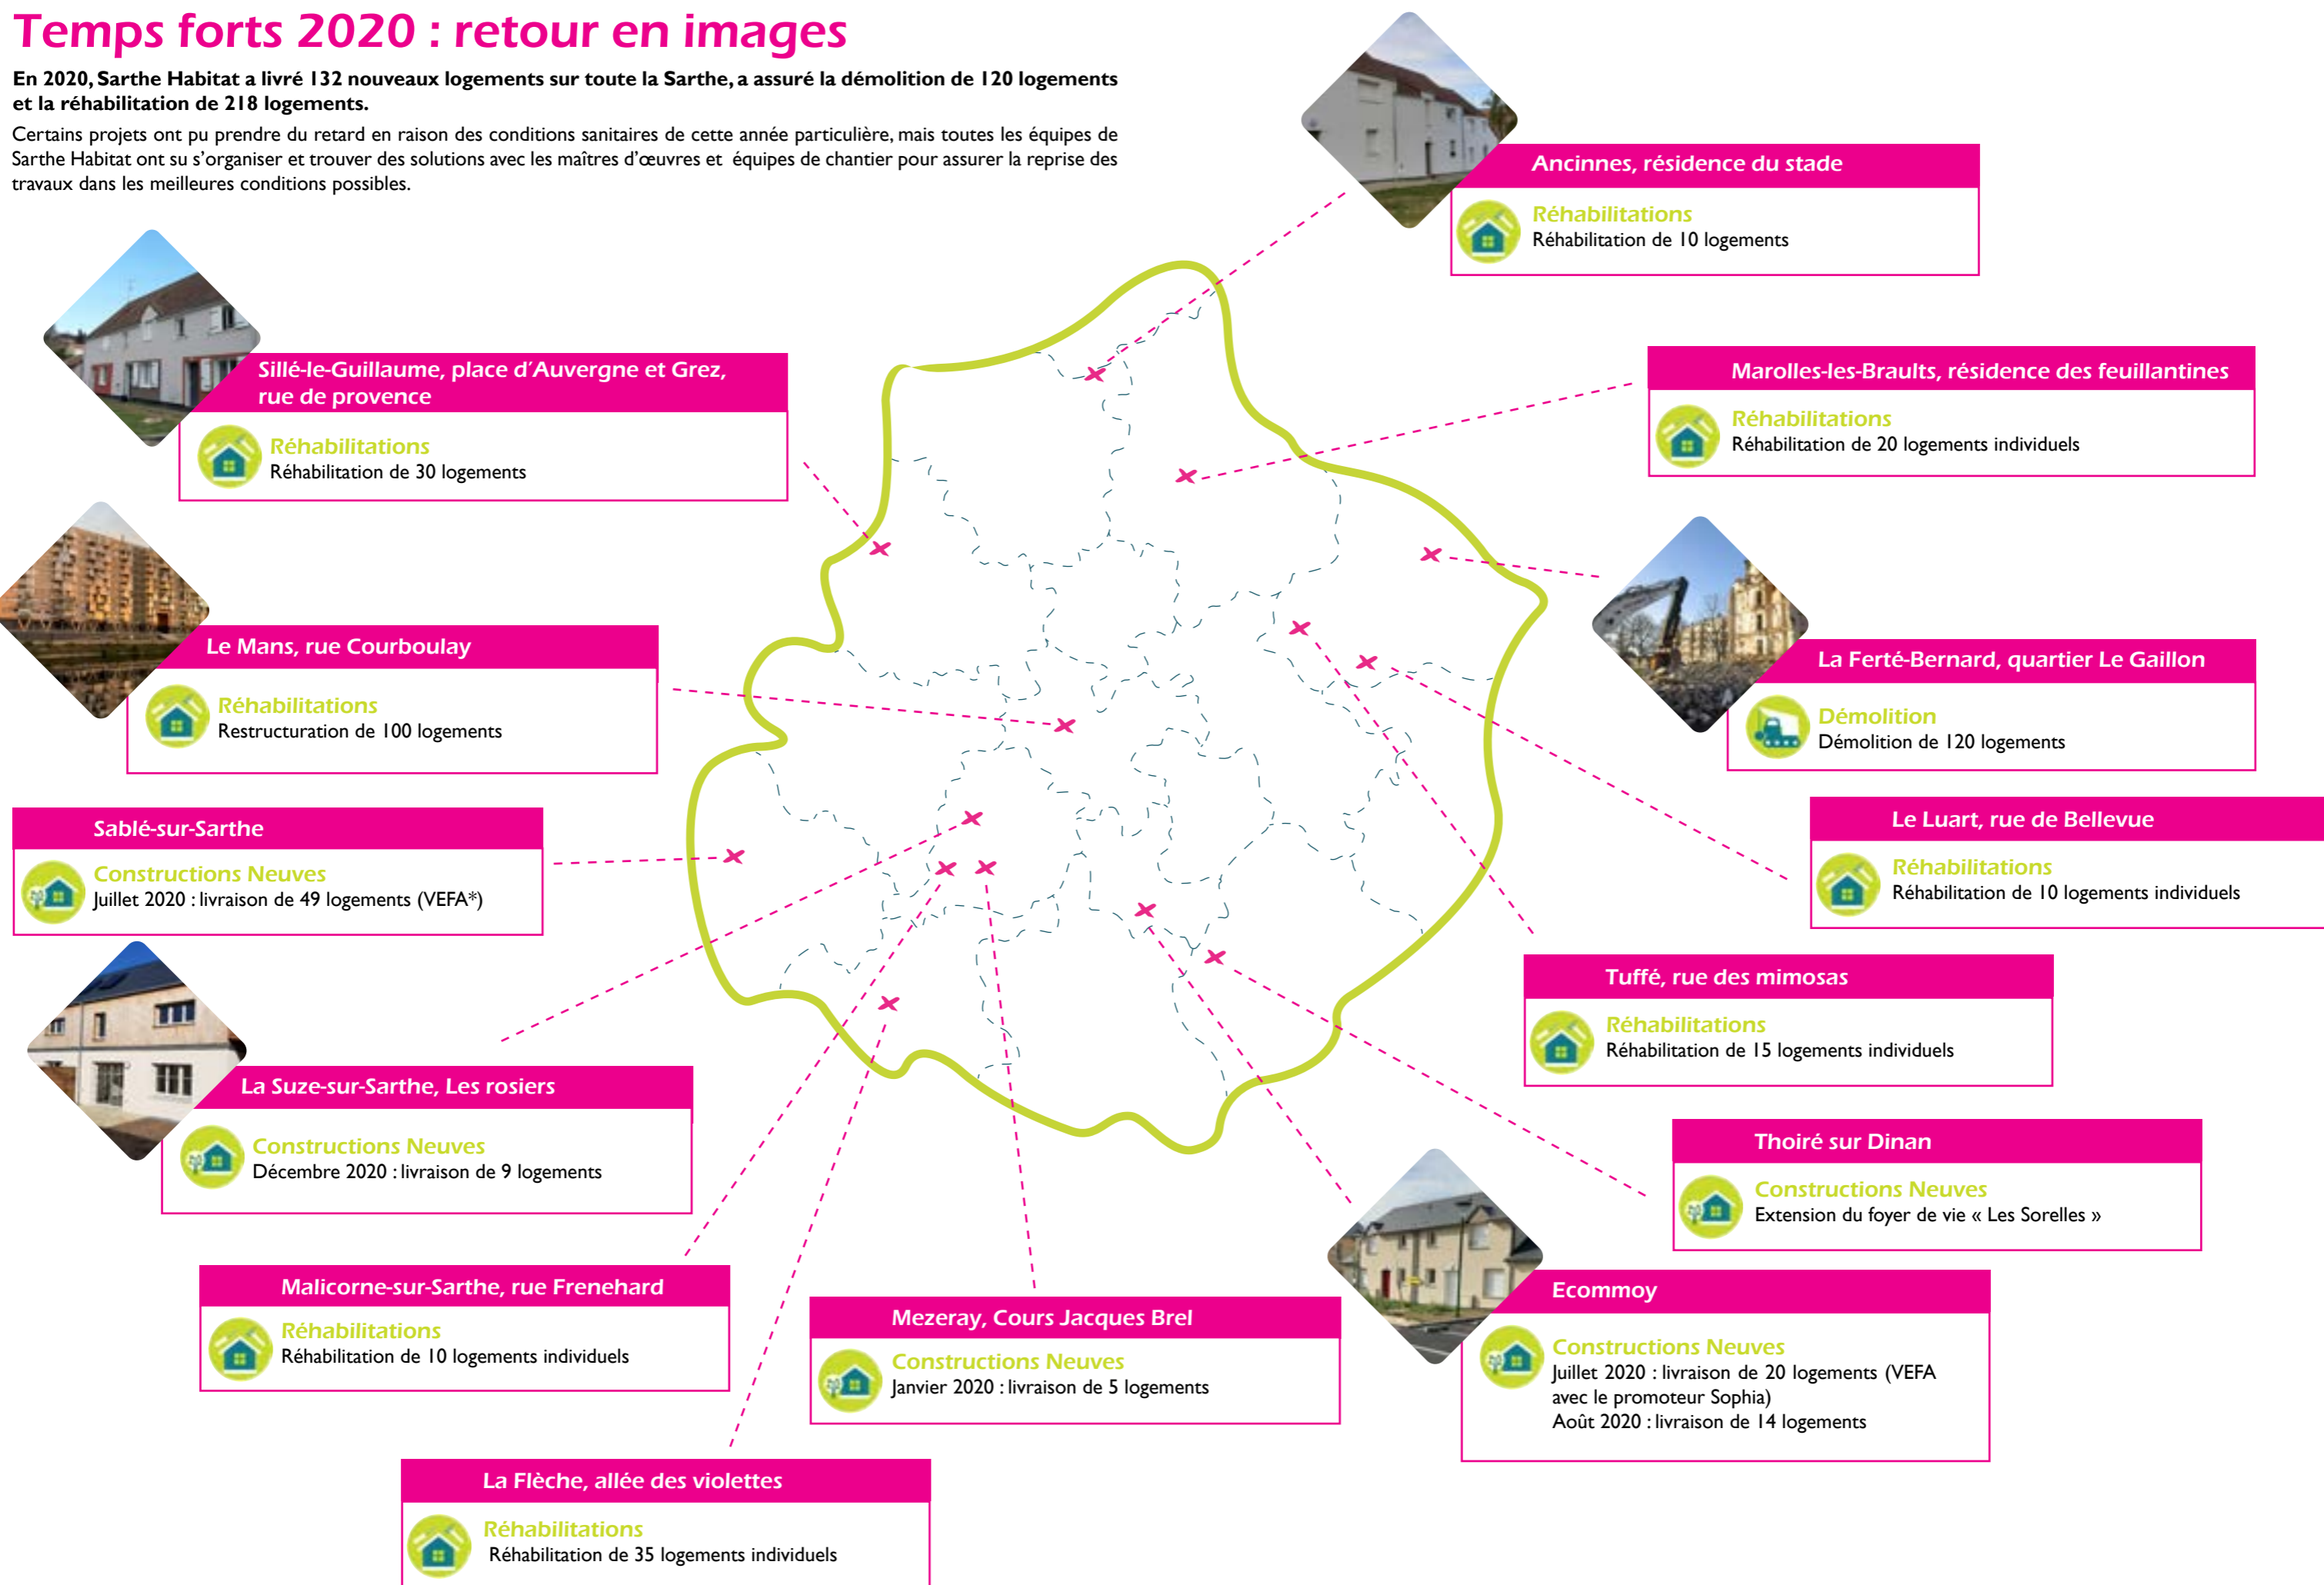 Temps forts 2020 : retour en images
En 2020, Sarthe Habitat a livré 132 nouveaux logements sur toute la Sarthe, a assuré la démolition de 120 logements
et la réhabilitation de 218 logements.
Certains projets ont pu prendre du retard en raison des conditions sanitaires de cette année particulière, mais toutes les équipes de
Sarthe Habitat ont su s'organiser et trouver des solutions avec les maîtres d'œuvres et équipes de chantier pour assurer la reprise des
travaux dans les meilleures conditions possibles.
Ancinnes, résidence du stade
Réhabilitations
Réhabilitation de 10 logements
Sillé-le-Guillaume, place d'Auvergne et Grez,
rue de provence
Réhabilitations
Réhabilitation de 30 logements
Marolles-les-Braults, résidence des feuillantines
Réhabilitations
Réhabilitation de 20 logements individuels
Le Mans, rue Courboulay
Réhabilitations
Restructuration de 100 logements
La Ferté-Bernard, quartier Le Gaillon
Démolition
Démolition de 120 logements
Sablé-sur-Sarthe
Constructions Neuves
Juillet 2020 : livraison de 49 logements (VEFA*)
Le Luart, rue de Bellevue
Réhabilitations
Réhabilitation de 10 logements individuels
Tuffé, rue des mimosas
Réhabilitations
Réhabilitation de 15 logements individuels
La Suze-sur-Sarthe, Les rosiers
Constructions Neuves
Décembre 2020 : livraison de 9 logements
Thoiré sur Dinan
Constructions Neuves
Extension du foyer de vie « Les Sorelles »
Malicorne-sur-Sarthe, rue Frenehard
Réhabilitations
Réhabilitation de 10 logements individuels
Mezeray, Cours Jacques Brel
Constructions Neuves
Janvier 2020 : livraison de 5 logements
Ecommoy
Constructions Neuves
Juillet 2020 : livraison de 20 logements (VEFA
avec le promoteur Sophia)
Août 2020 : livraison de 14 logements
La Flèche, allée des violettes
Réhabilitations
Réhabilitation de 35 logements individuels